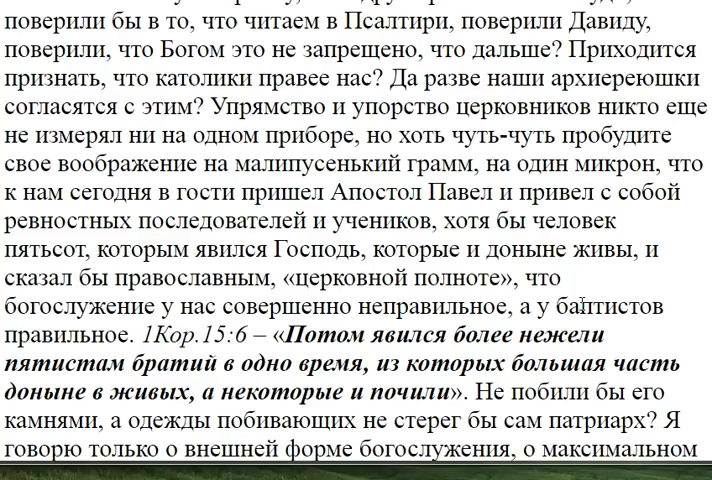 поверили бы в то, что читаем в Псалтири, поверили Давиду,
поверили, что Богом это не запрещено, что дальше? Приходится
признать, что католики правее нас? Да разве наши архиереюшки
согласятся с этим? Упрямство и упорство церковников никто еще
не измерял ни на одном приборе, но хоть чуть-чуть пробудите
свое воображение на малипусенький грамм, на один микрон, что
к нам сегодня в гости пришел Апостол Павел и привел с собой
ревностных последователей и учеников, хотя бы человек
пятьсот, которым явился Господь, которые и доныне живы, и
сказал бы православным, «церковной полноте», что
богослужение у нас совершенно неправильное, а у баптистов
правильное. 1Кор.15:6 – «Потом явился более нежели
пятистам братий в одно время, из которых большая часть
доныне в живых, а некоторые и почили». Не побили бы его
камнями, а одежды побивающих не стерег бы сам патриарх? Я
говорю только о внешней форме богослужения, о максимальном